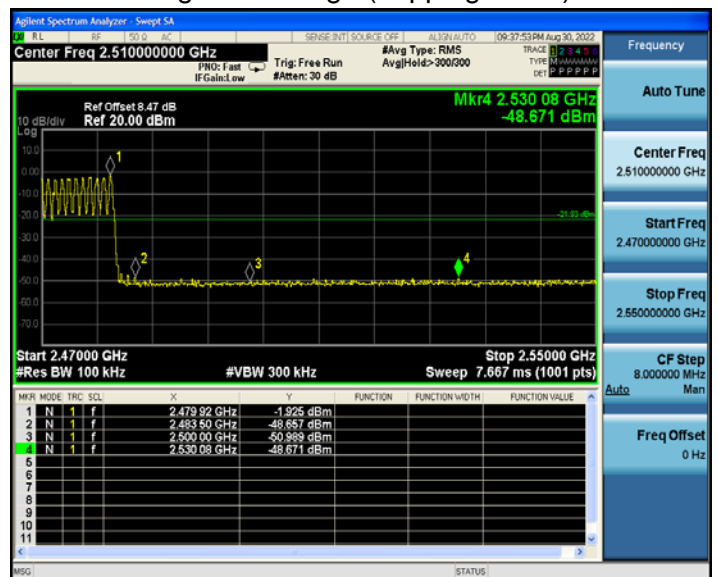 Agilent Spectrum Analyzer - Swept SA
RL RF 50 Ω AC SENSE:INT SOURCE OFF ALIGN AUTO 09:37:53 PM Aug 30, 2022
Center Freq 2.510000000 GHz
PNO: Fast
IFGain:Low
Trig: Free Run
#Atten: 30 dB
#Avg Type: RMS
Avg|Hold>300/300
TRACE 1 2 3 4 5 6
TYPE M
DET P P P P P P
Frequency
Auto Tune
Center Freq
2.510000000 GHz
Start Freq
2.470000000 GHz
Stop Freq
2.550000000 GHz
CF Step
8.000000 MHz
Auto Man
Freq Offset
0 Hz
Mkr4 2.530 08 GHz
-48.671 dBm
Ref Offset 8.47 dB
10 dB/div Ref 20.00 dBm
Log
10.0
0.00
-10.0
-20.0
-30.0
-40.0
-50.0
-60.0
-70.0
1
2
3
4
-21.93 dBm
Start 2.47000 GHz Stop 2.55000 GHz
#Res BW 100 kHz #VBW 300 kHz Sweep 7.667 ms (1001 pts)
MKR MODE TRC SCL X Y FUNCTION FUNCTION WIDTH FUNCTION VALUE
1 N 1 f 2.479 92 GHz -1.925 dBm
2 N 1 f 2.483 50 GHz -48.657 dBm
3 N 1 f 2.500 00 GHz -50.989 dBm
4 N 1 f 2.530 08 GHz -48.671 dBm
5
6
7
8
9
10
11
MSG STATUS